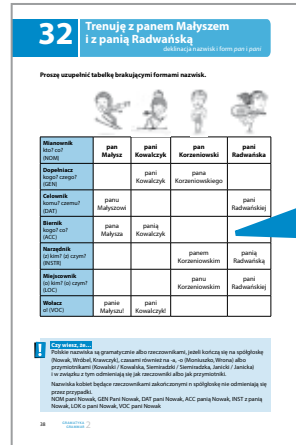 32
Trenuję z panem Małyszem
i z panią Radwańską
deklinacja nazwisk i form pan i pani
Proszę uzupełnić tabelkę brakującymi formami nazwisk.
Mianownik
kto? co?
(NOM)
pan
Małysz
pani
Kowalczyk
pan
Korzeniowski
pani
Radwańska
Dopełniacz
kogo? czego?
(GEN)
pani
Kowalczyk
pana
Korzeniowskiego
Celownik
komu? czemu?
(DAT)
panu
Małyszowi
pani
Radwańskiej
Biernik
kogo? co?
(ACC)
pana
Małysza
panią
Kowalczyk
Narzędnik
(z) kim? (z) czym?
(INSTR)
panem
Korzeniowskim
panią
Radwańską
Miejscownik
(o) kim? (o) czym?
(LOC)
panu
Korzeniowskim
pani
Radwańskiej
Wołacz
o! (VOC)
panie
Małyszu!
pani
Kowalczyk!
!
Czy wiesz, że...
Polskie nazwiska są gramatycznie albo rzeczownikami, jeżeli kończą się na spółgłoskę
(Nowak, Wróbel, Krawczyk), czasami również na -a, -o (Moniuszko, Wrona) albo
przymiotnikami (Kowalski / Kowalska, Siemiradzki / Siemiradzka, Janicki / Janicka)
i w związku z tym odmieniają się jak rzeczowniki albo jak przymiotniki.
Nazwiska kobiet będące rzeczownikami zakończonymi n spółgłoskę nie odmieniają się
przez przypadki.
NOM pani Nowak, GEN Pani Nowak, DAT pani Nowak, ACC panią Nowak, INST z panią
Nowak, LOK o pani Nowak, VOC pani Nowak
38